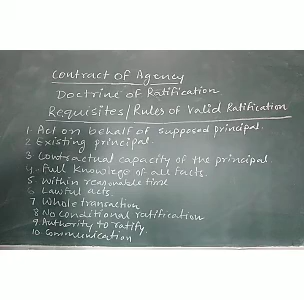 Contract of Agency
Doctrine of Ratification
Requisites/Rules of Valid Ratification
1. Act on behalf of supposed principal.
2 Existing principal.
3 Contractual capacity of the principal
4. Full Knowledge of all facts.
5 Within reasonable time
6 Lawful acts.
7 Whole transaction
8 No conditional ratification
9 Authority to ratify.
10 Communication